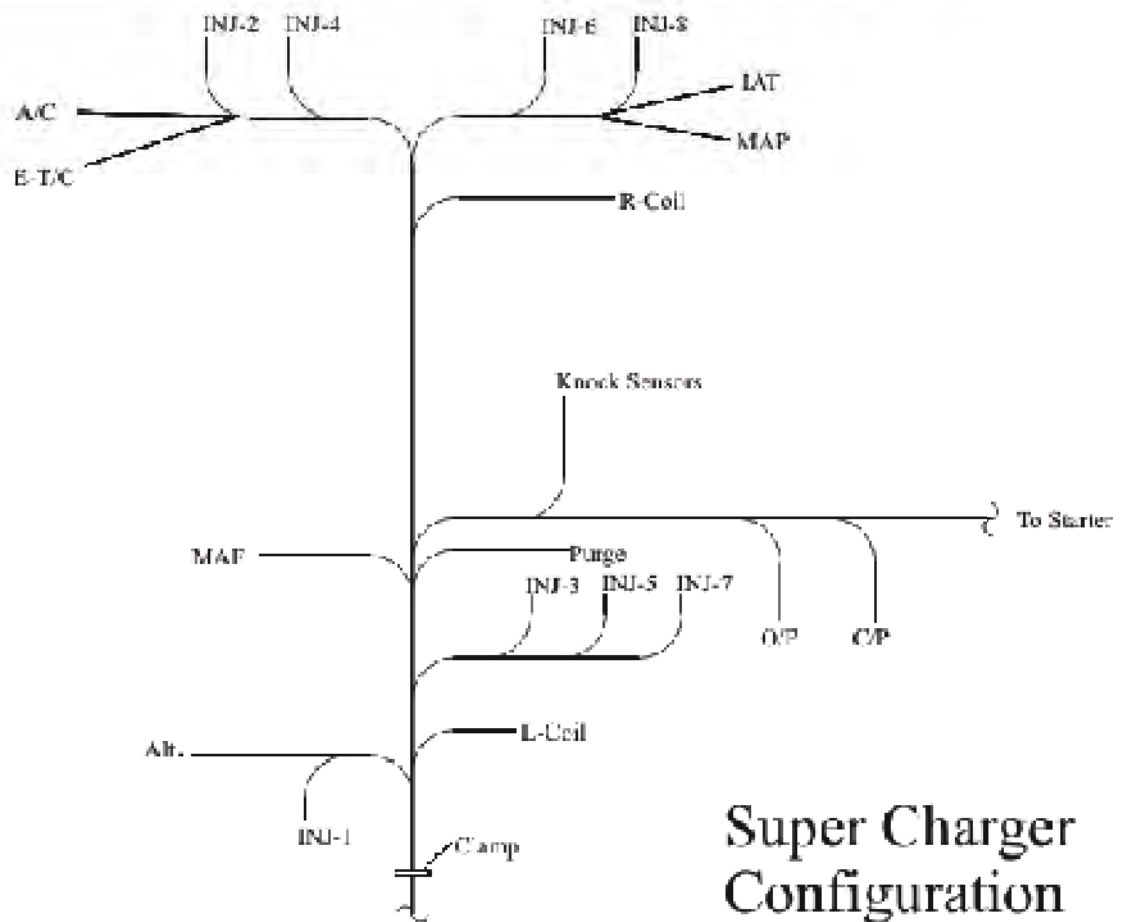 INJ-2 INJ-4 INJ-6 INJ-8
IAT
A/C
MAP
E-T/C
R-Coil
Knock Sensors
To Starter
MAF Purge
INJ-3 INJ-5 INJ-7
O/P C/P
L-Coil
Alt.
INJ-1
Clamp
Super Charger
Configuration